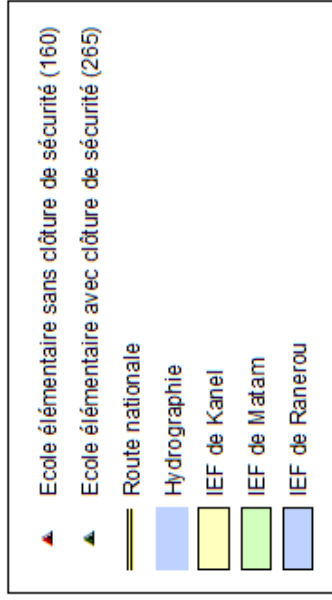 Ecole élémentaire sans clôture de sécurité (160)
Ecole élémentaire avec clôture de sécurité (265)
Route nationale
Hydrographie
IEF de Kanel
IEF de Matam
IEF de Ranerou